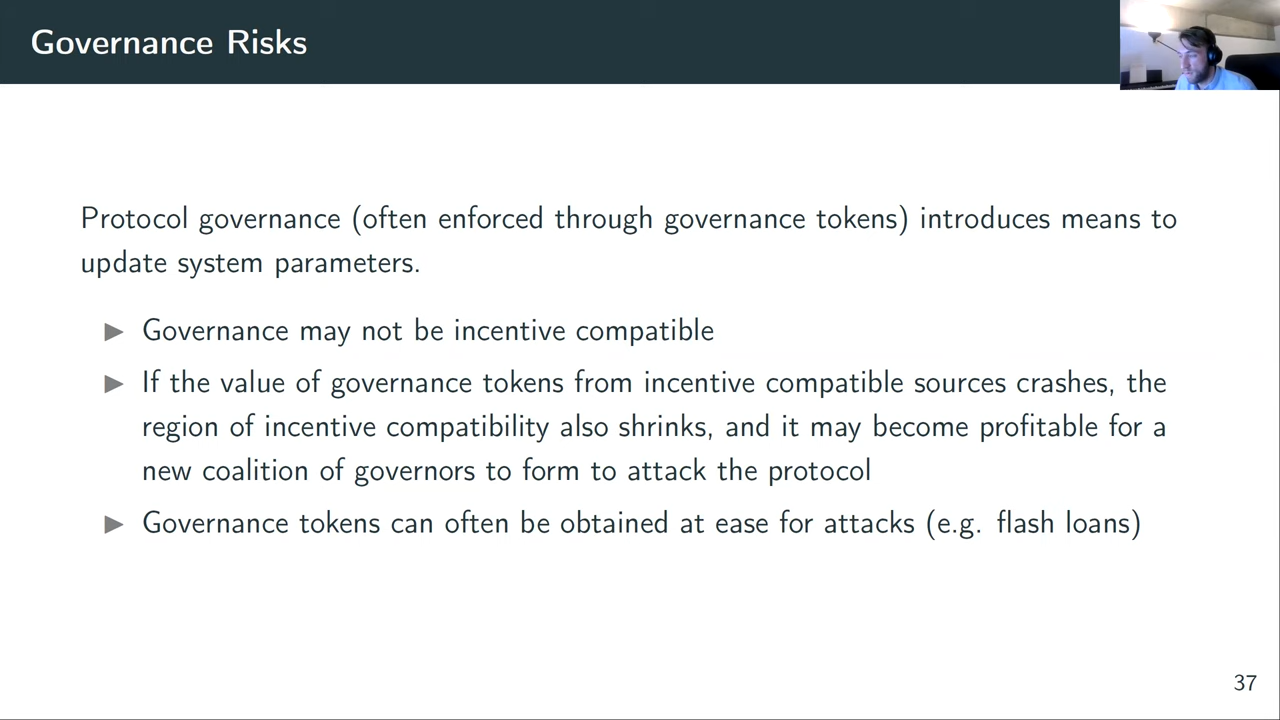 Governance Risks
Protocol governance (often enforced through governance tokens) introduces means to
update system parameters.
▶ Governance may not be incentive compatible
▶ If the value of governance tokens from incentive compatible sources crashes, the
region of incentive compatibility also shrinks, and it may become profitable for a
new coalition of governors to form to attack the protocol
▶ Governance tokens can often be obtained at ease for attacks (e.g. flash loans)
37